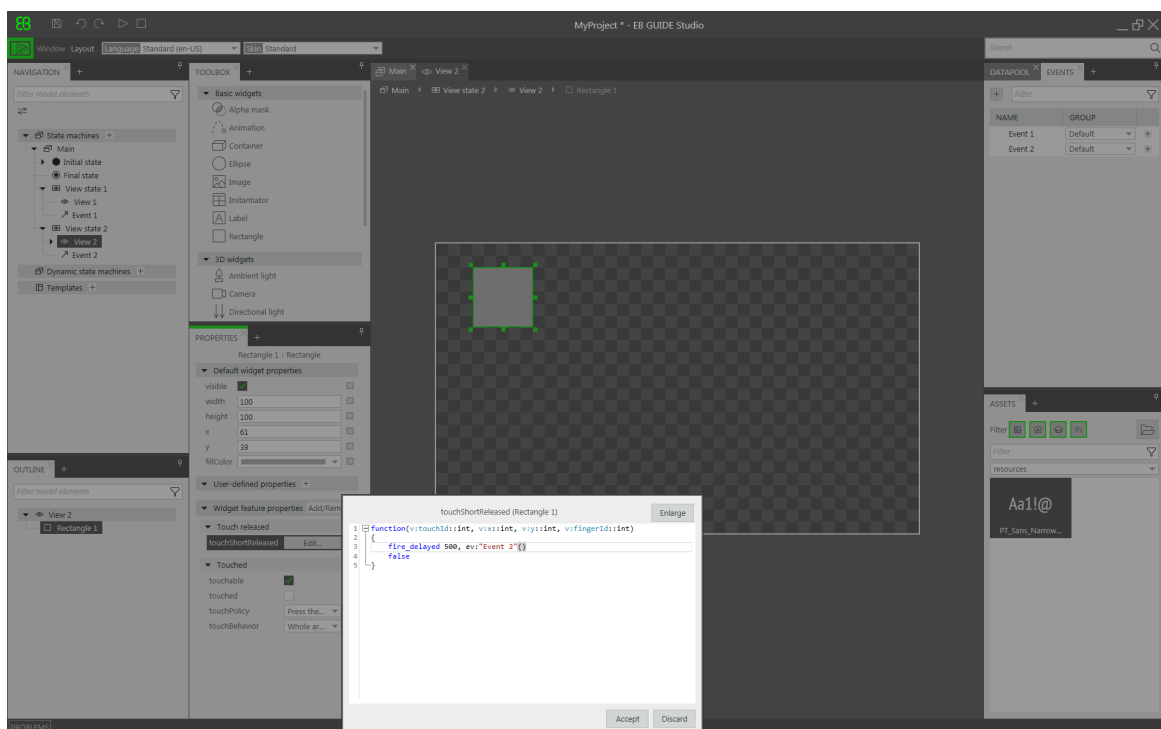 MyProject * - EB GUIDE Studio
Window Layout Language Standard (en-US) Skin Standard
Search
NAVIGATION
Filter model elements
State machines
Main
Initial state
Final state
View state 1
View 1
Event 1
View state 2
View 2
Event 2
Dynamic state machines
Templates
OUTLINE
Filter model elements
View 2
Rectangle 1
TOOLBOX
Basic widgets
Alpha mask
Animation
Container
Ellipse
Image
Instantiator
Label
Rectangle
3D widgets
Ambient light
Camera
Directional light
PROPERTIES
Rectangle 1 : Rectangle
Default widget properties
visible
width 100
height 100
x 61
y 39
fillColor
User-defined properties
Widget feature properties Add/Rem
Touch released
touchShortReleased Edit...
Touched
touchable
touched
touchPolicy Press the...
touchBehavior Whole ar...
Main View 2
Main View state 2 View 2 Rectangle 1
touchShortReleased (Rectangle 1) Enlarge
1 function(v:touchId::int, v:x::int, v:y::int, v:fingerId::int)
2 {
3 fire_delayed 500, ev:"Event 2"()
4 false
5 }
Accept Discard
DATAPOOL EVENTS
Filter
NAME GROUP
Event 1 Default
Event 2 Default
ASSETS
Filter Ps
Filter
resources
Aa1!@
PT_Sans_Narrow...
PROBLEMS